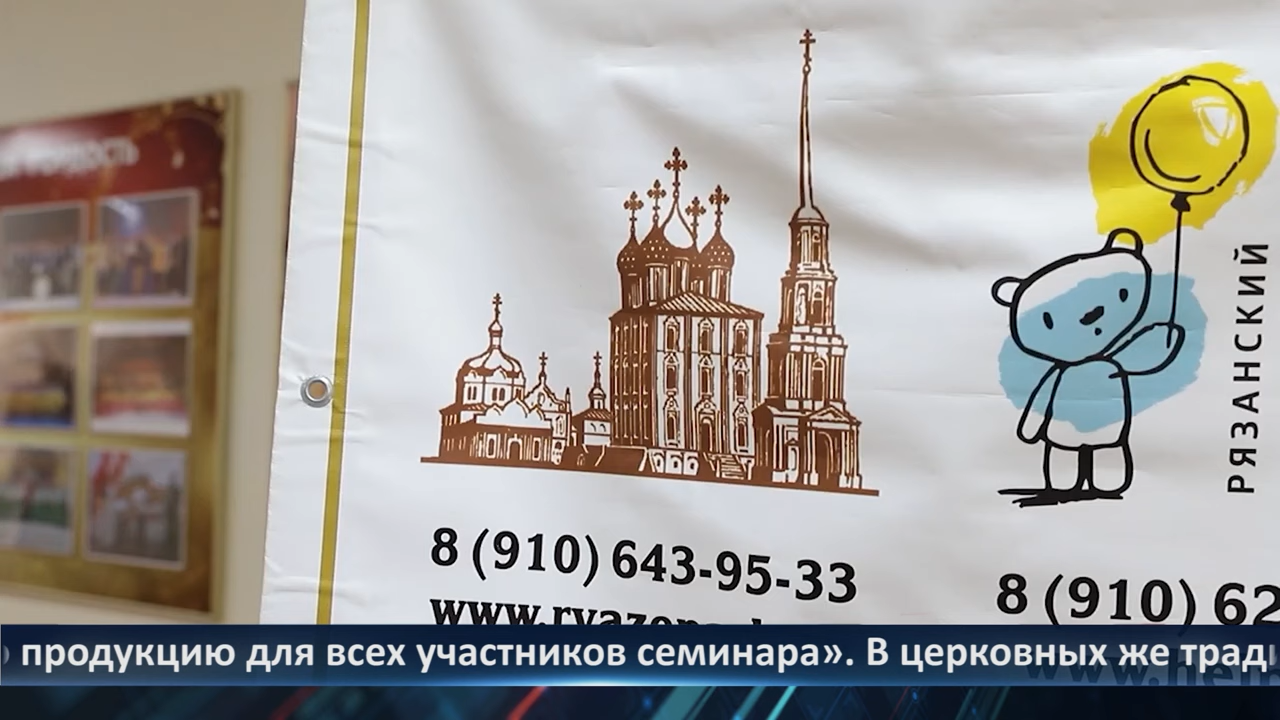 РЯЗАНСКИЙ
8 (910) 643-95-33
8 (910) 62
продукцию для всех участников семинара». В церковных же трад